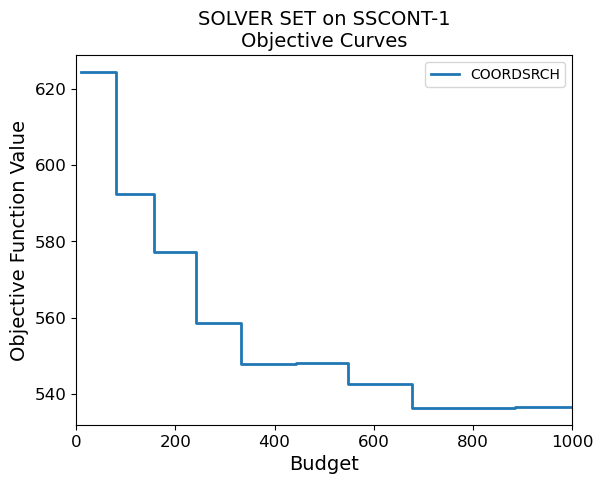 SOLVER SET on SSCONT-1
Objective Curves
COORDSRCH
Objective Function Value
620
600
580
560
540
0 200 400 600 800 1000
Budget